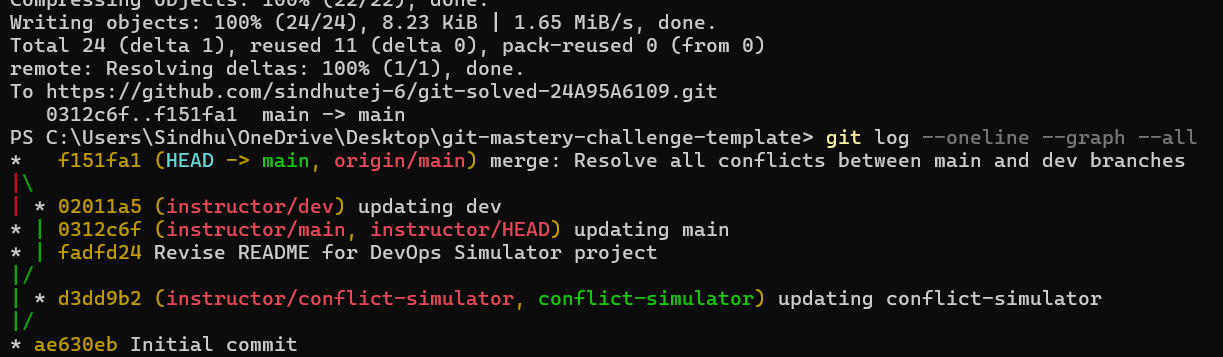 Compressing objects: 100% (22/22), done.
Writing objects: 100% (24/24), 8.23 KiB | 1.65 MiB/s, done.
Total 24 (delta 1), reused 11 (delta 0), pack-reused 0 (from 0)
remote: Resolving deltas: 100% (1/1), done.
To https://github.com/sindhutej-6/git-solved-24A95A6109.git
   0312c6f..f151fa1  main -> main
PS C:\Users\Sindhu\OneDrive\Desktop\git-mastery-challenge-template> git log --oneline --graph --all
*   f151fa1 (HEAD -> main, origin/main) merge: Resolve all conflicts between main and dev branches
|\
| * 02011a5 (instructor/dev) updating dev
* | 0312c6f (instructor/main, instructor/HEAD) updating main
* | fadfd24 Revise README for DevOps Simulator project
|/
| * d3dd9b2 (instructor/conflict-simulator, conflict-simulator) updating conflict-simulator
|/
* ae630eb Initial commit